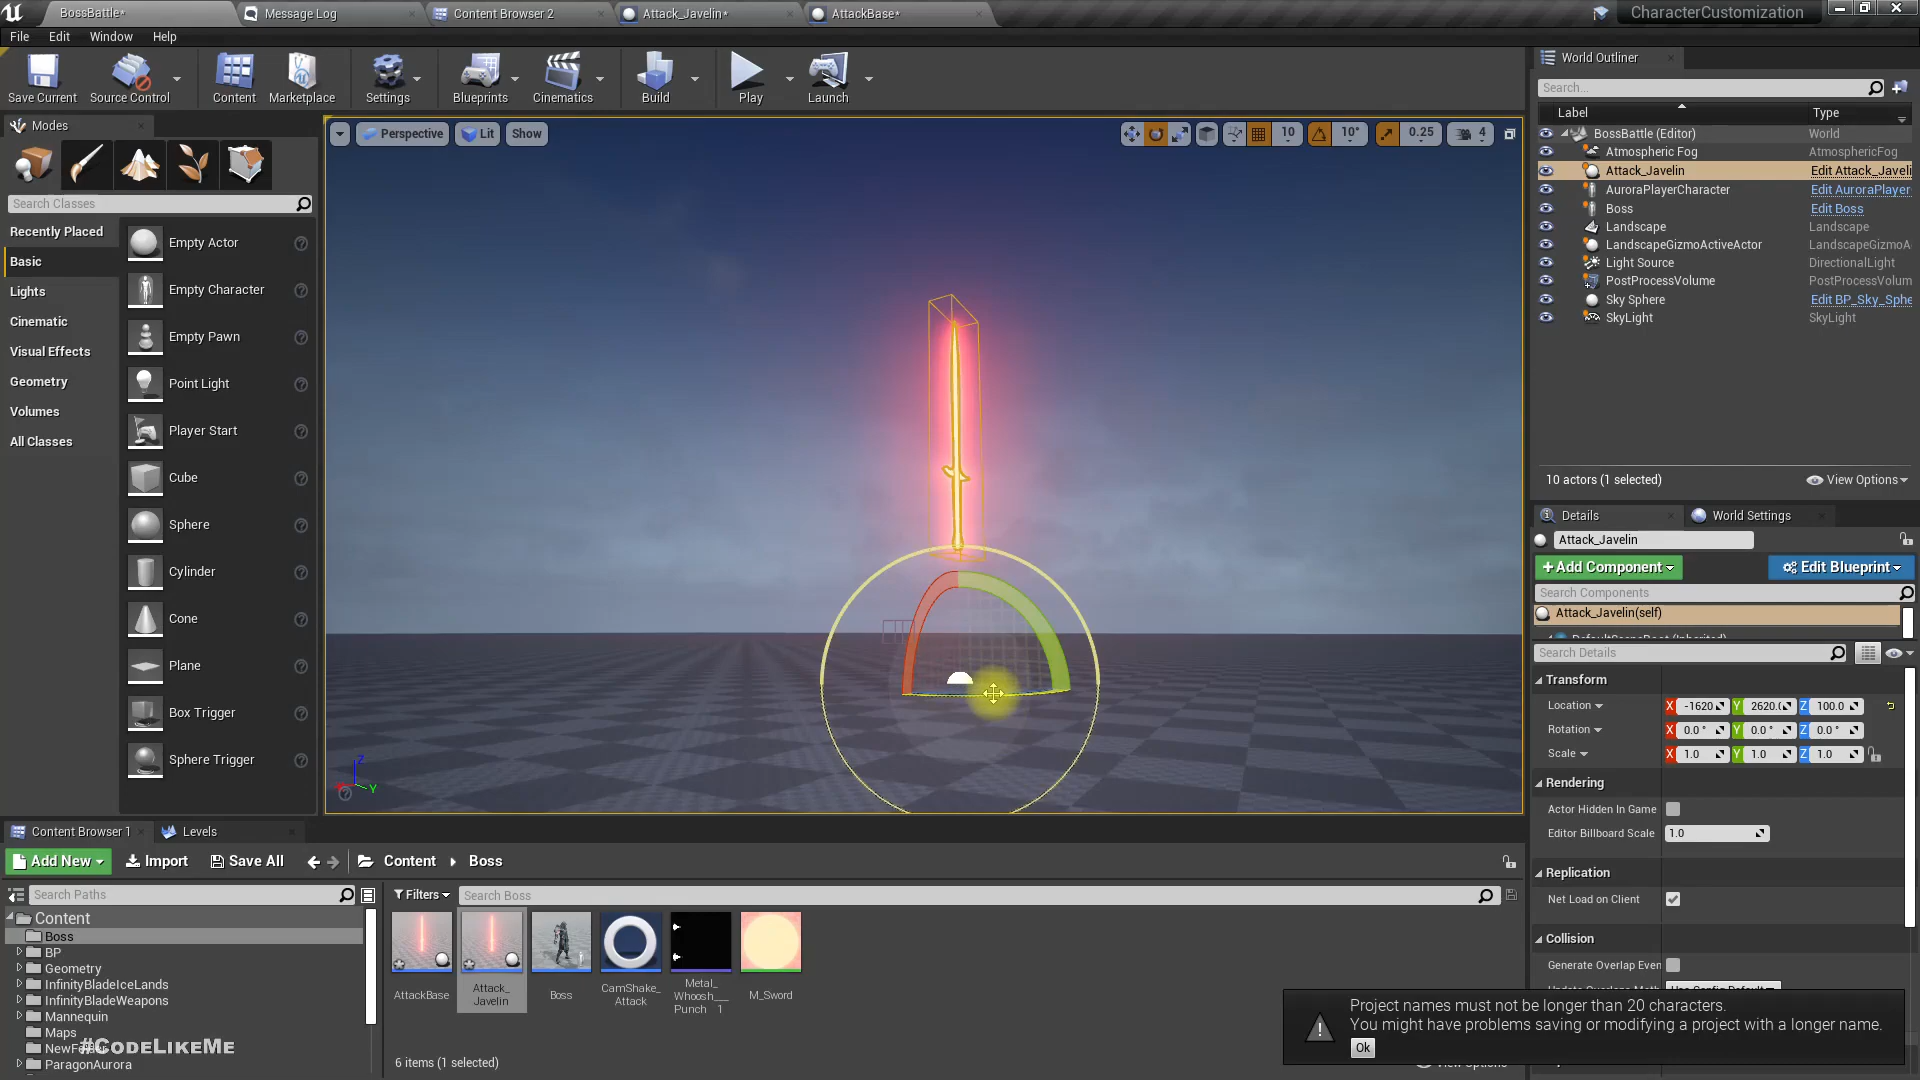 BossBattle*
Message Log
Content Browser 2
Attack_Javelin*
AttackBase*
CharacterCustomization
File
Edit
Window
Help
Save Current
Source Control
Content
Marketplace
Settings
Blueprints
Cinematics
Build
Play
Launch
Modes
Search Classes
Recently Placed
Basic
Lights
Cinematic
Visual Effects
Geometry
Volumes
All Classes
Empty Actor
Empty Character
Empty Pawn
Point Light
Player Start
Cube
Sphere
Cylinder
Cone
Plane
Box Trigger
Sphere Trigger
Perspective
Lit
Show
10
10°
0.25
4
Z
Y
World Outliner
Search...
Label
Type
BossBattle (Editor)
World
Atmospheric Fog
AtmosphericFog
Attack_Javelin
Edit Attack_Javeli
AuroraPlayerCharacter
Edit AuroraPlayer
Boss
Edit Boss
Landscape
Landscape
LandscapeGizmoActiveActor
LandscapeGizmoA
Light Source
DirectionalLight
PostProcessVolume
PostProcessVolum
Sky Sphere
Edit BP_Sky_Sphe
SkyLight
SkyLight
10 actors (1 selected)
View Options
Details
World Settings
Attack_Javelin
+Add Component
Edit Blueprint
Search Components
Attack_Javelin(self)
DefaultSceneRoot (Inherited)
Search Details
Transform
Location
X -1620 Y 2620.0 Z 100.0
Rotation
X 0.0° Y 0.0° Z 0.0°
Scale
X 1.0 Y 1.0 Z 1.0
Rendering
Actor Hidden In Game
Editor Billboard Scale
1.0
Replication
Net Load on Client
Collision
Generate Overlap Even
Content Browser 1
Levels
Add New
Import
Save All
Content
Boss
Search Paths
Filters
Search Boss
Content
Boss
BP
Geometry
InfinityBladeIceLands
InfinityBladeWeapons
Mannequin
Maps
ParagonAurora
#CODELIKEME
AttackBase
Attack_
Javelin
Boss
CamShake_
Attack
Metal_
Whoosh___
Punch__1
M_Sword
6 items (1 selected)
Project names must not be longer than 20 characters.
You might have problems saving or modifying a project with a longer name.
Ok